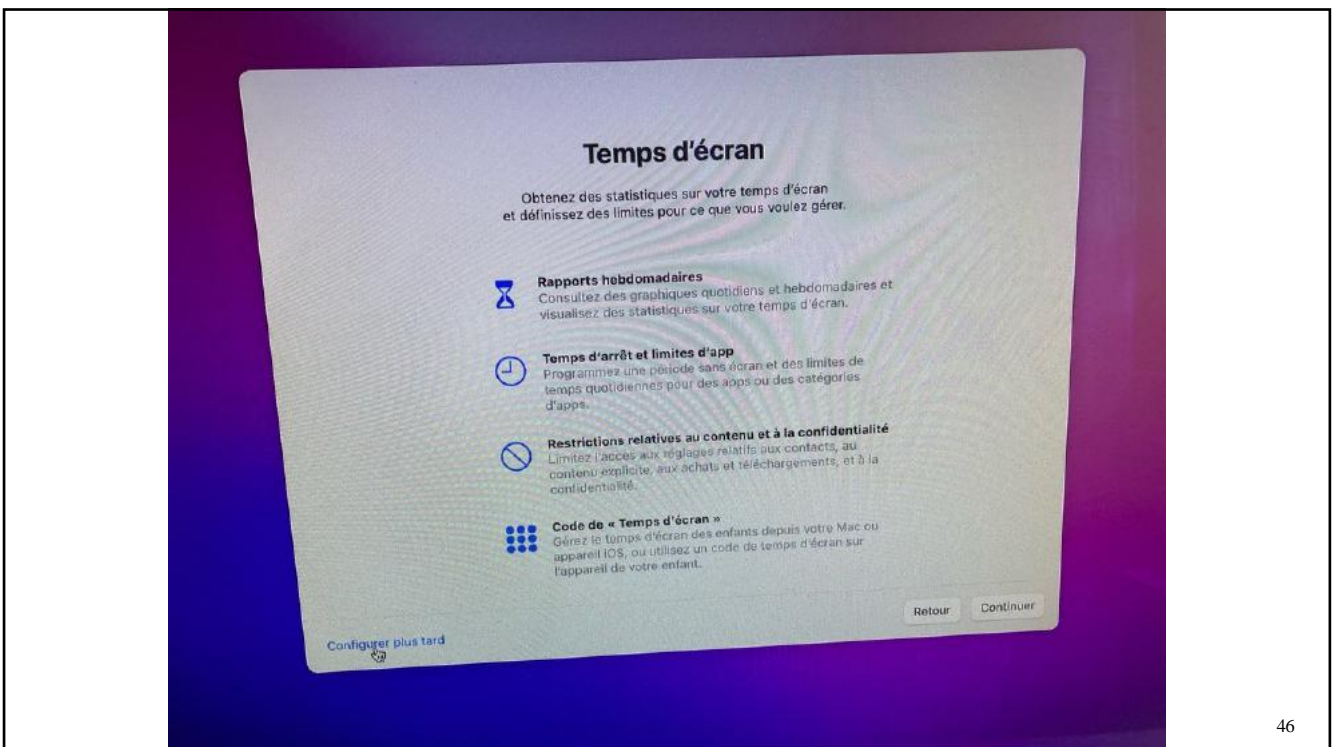 Temps d'écran
Obtenez des statistiques sur votre temps d'écran
et définissez des limites pour ce que vous voulez gérer.
Rapports hebdomadaires
Consultez des graphiques quotidiens et hebdomadaires et
visualisez des statistiques sur votre temps d'écran.
Temps d'arrêt et limites d'app
Programmez une période sans écran et des limites de
temps quotidiennes pour des apps ou des catégories
d'apps.
Restrictions relatives au contenu et à la confidentialité
Limitez l'accès aux réglages relatifs aux contacts, au
contenu explicite, aux achats et téléchargements, et à la
confidentialité.
Code de « Temps d'écran »
Gérez le temps d'écran des enfants depuis votre Mac ou
appareil iOS, ou utilisez un code de temps d'écran sur
l'appareil de votre enfant.
Configurer plus tard
Retour
Continuer
46